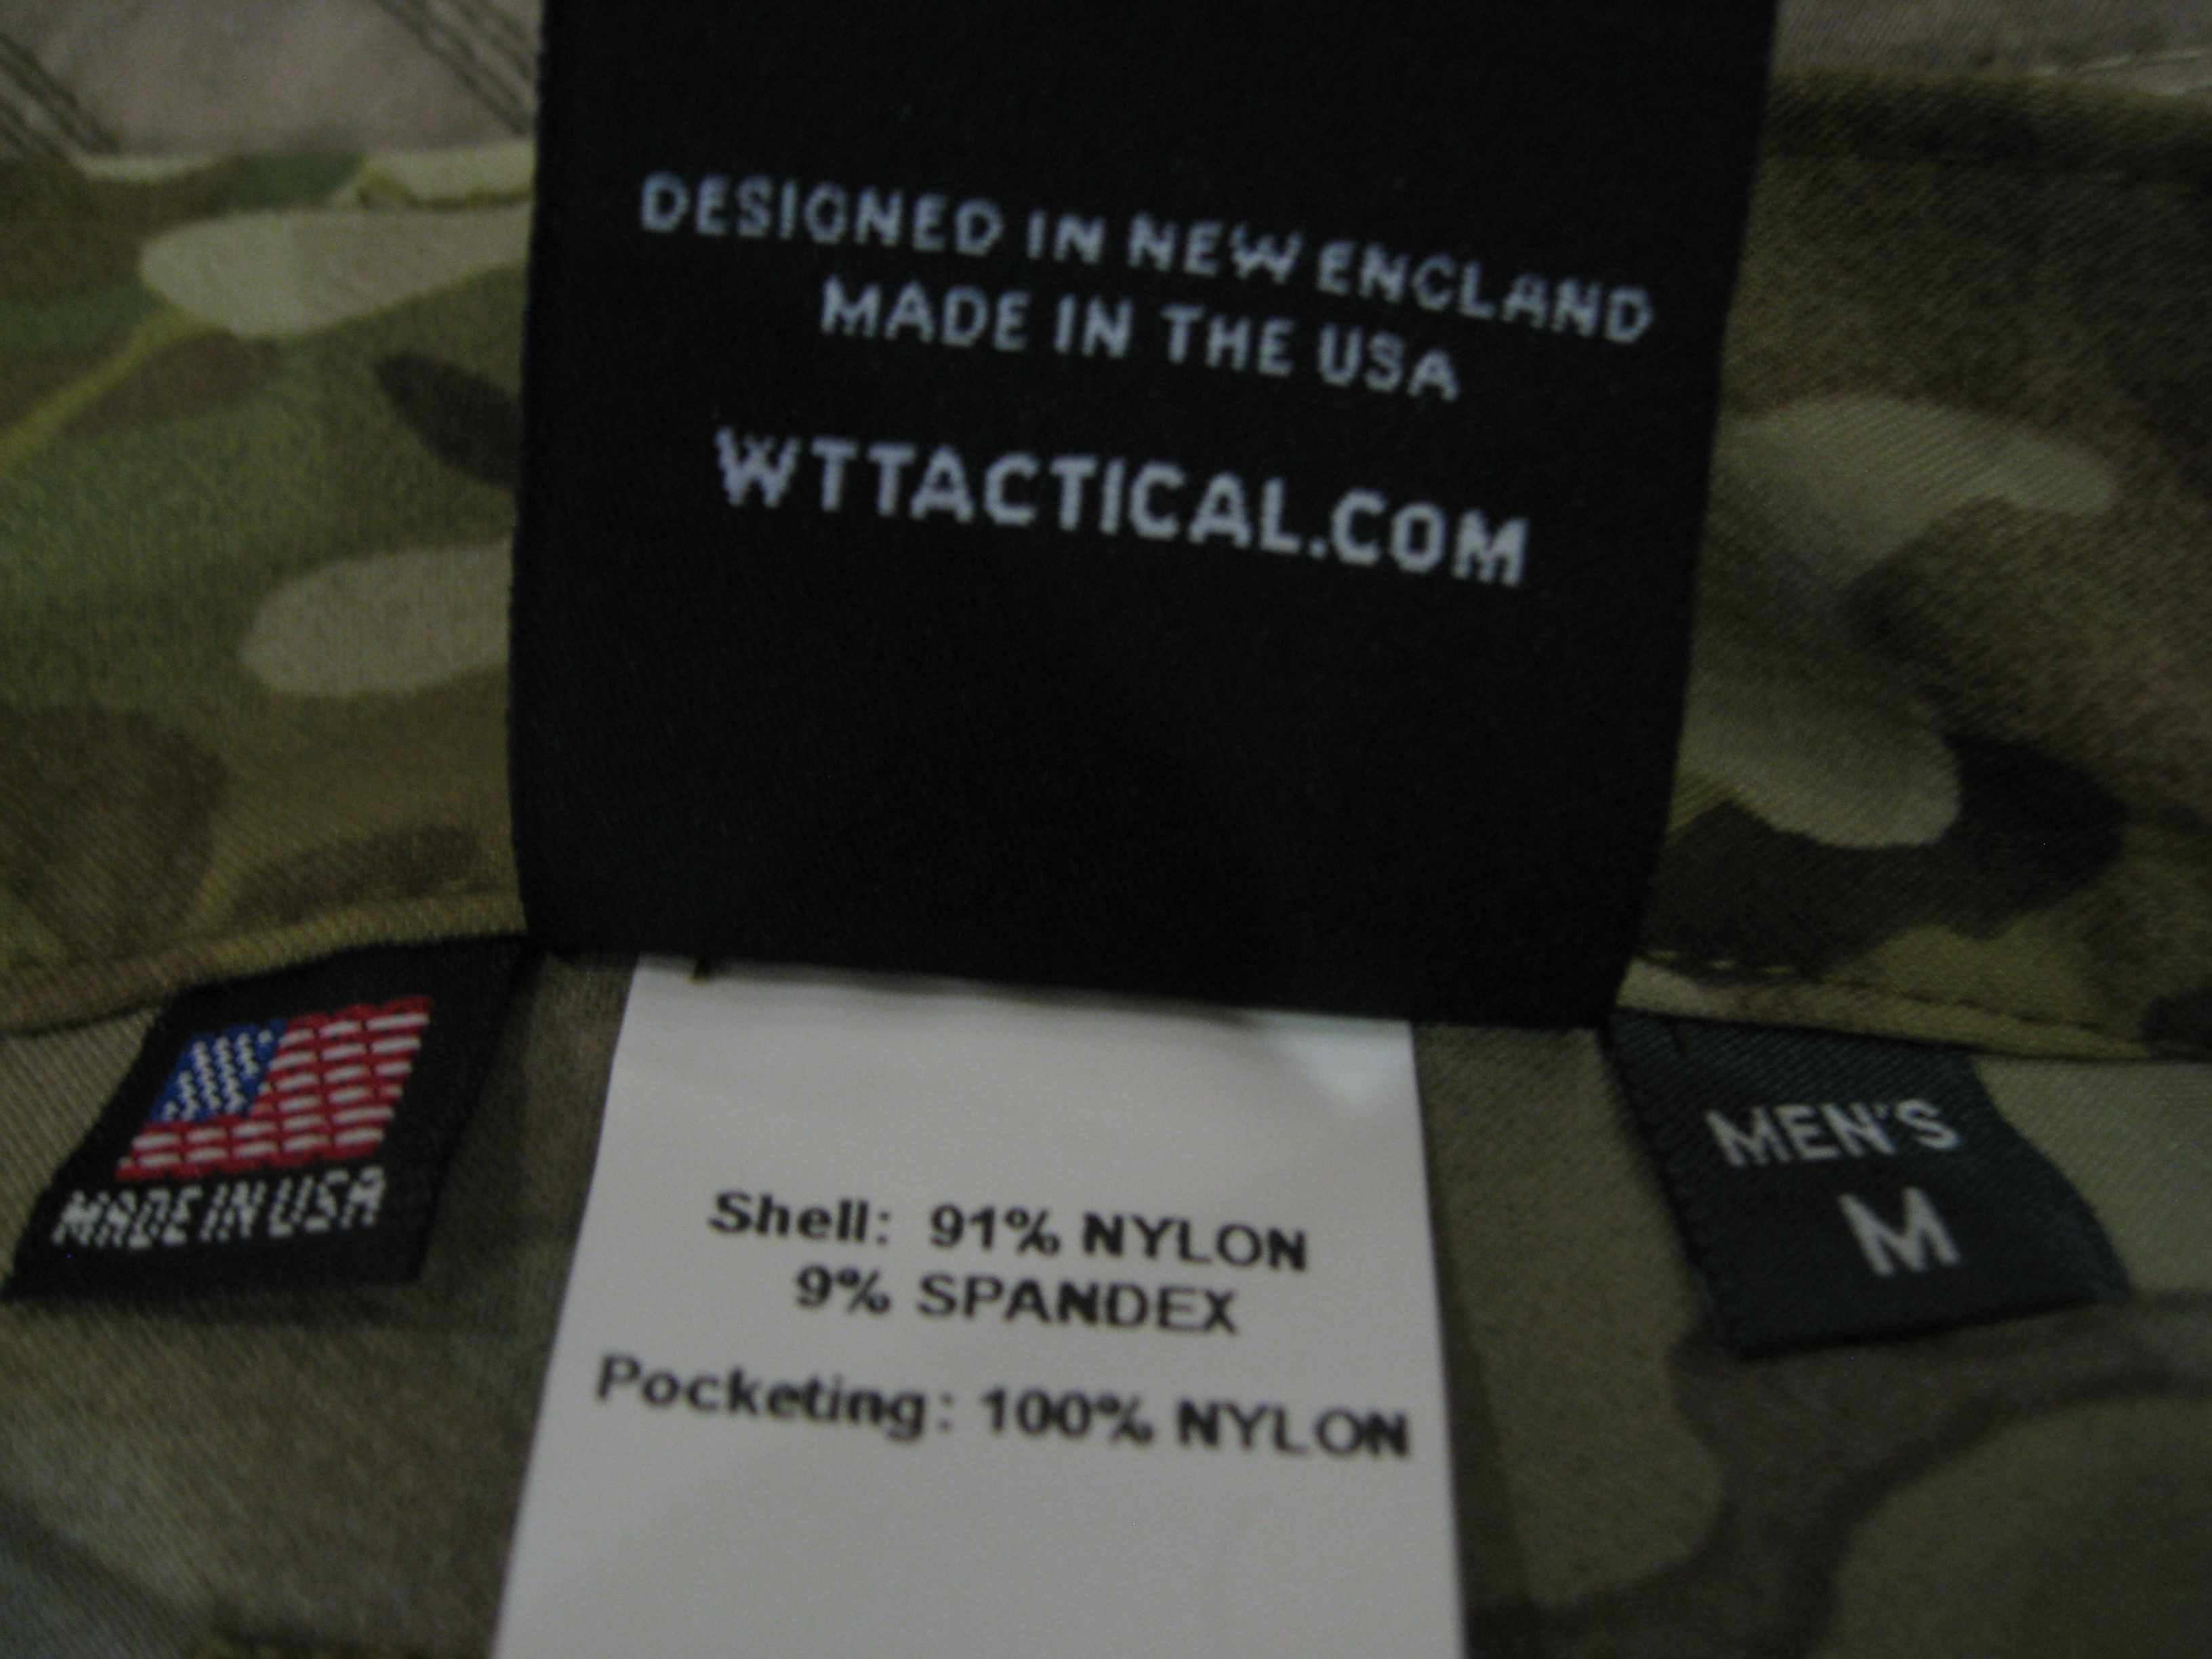 DESIGNED IN NEW ENGLAND
MADE IN THE USA
WTTACTICAL.COM
MADE IN USA
Shell: 91% NYLON
9% SPANDEX
Pocketing: 100% NYLON
MEN'S
M